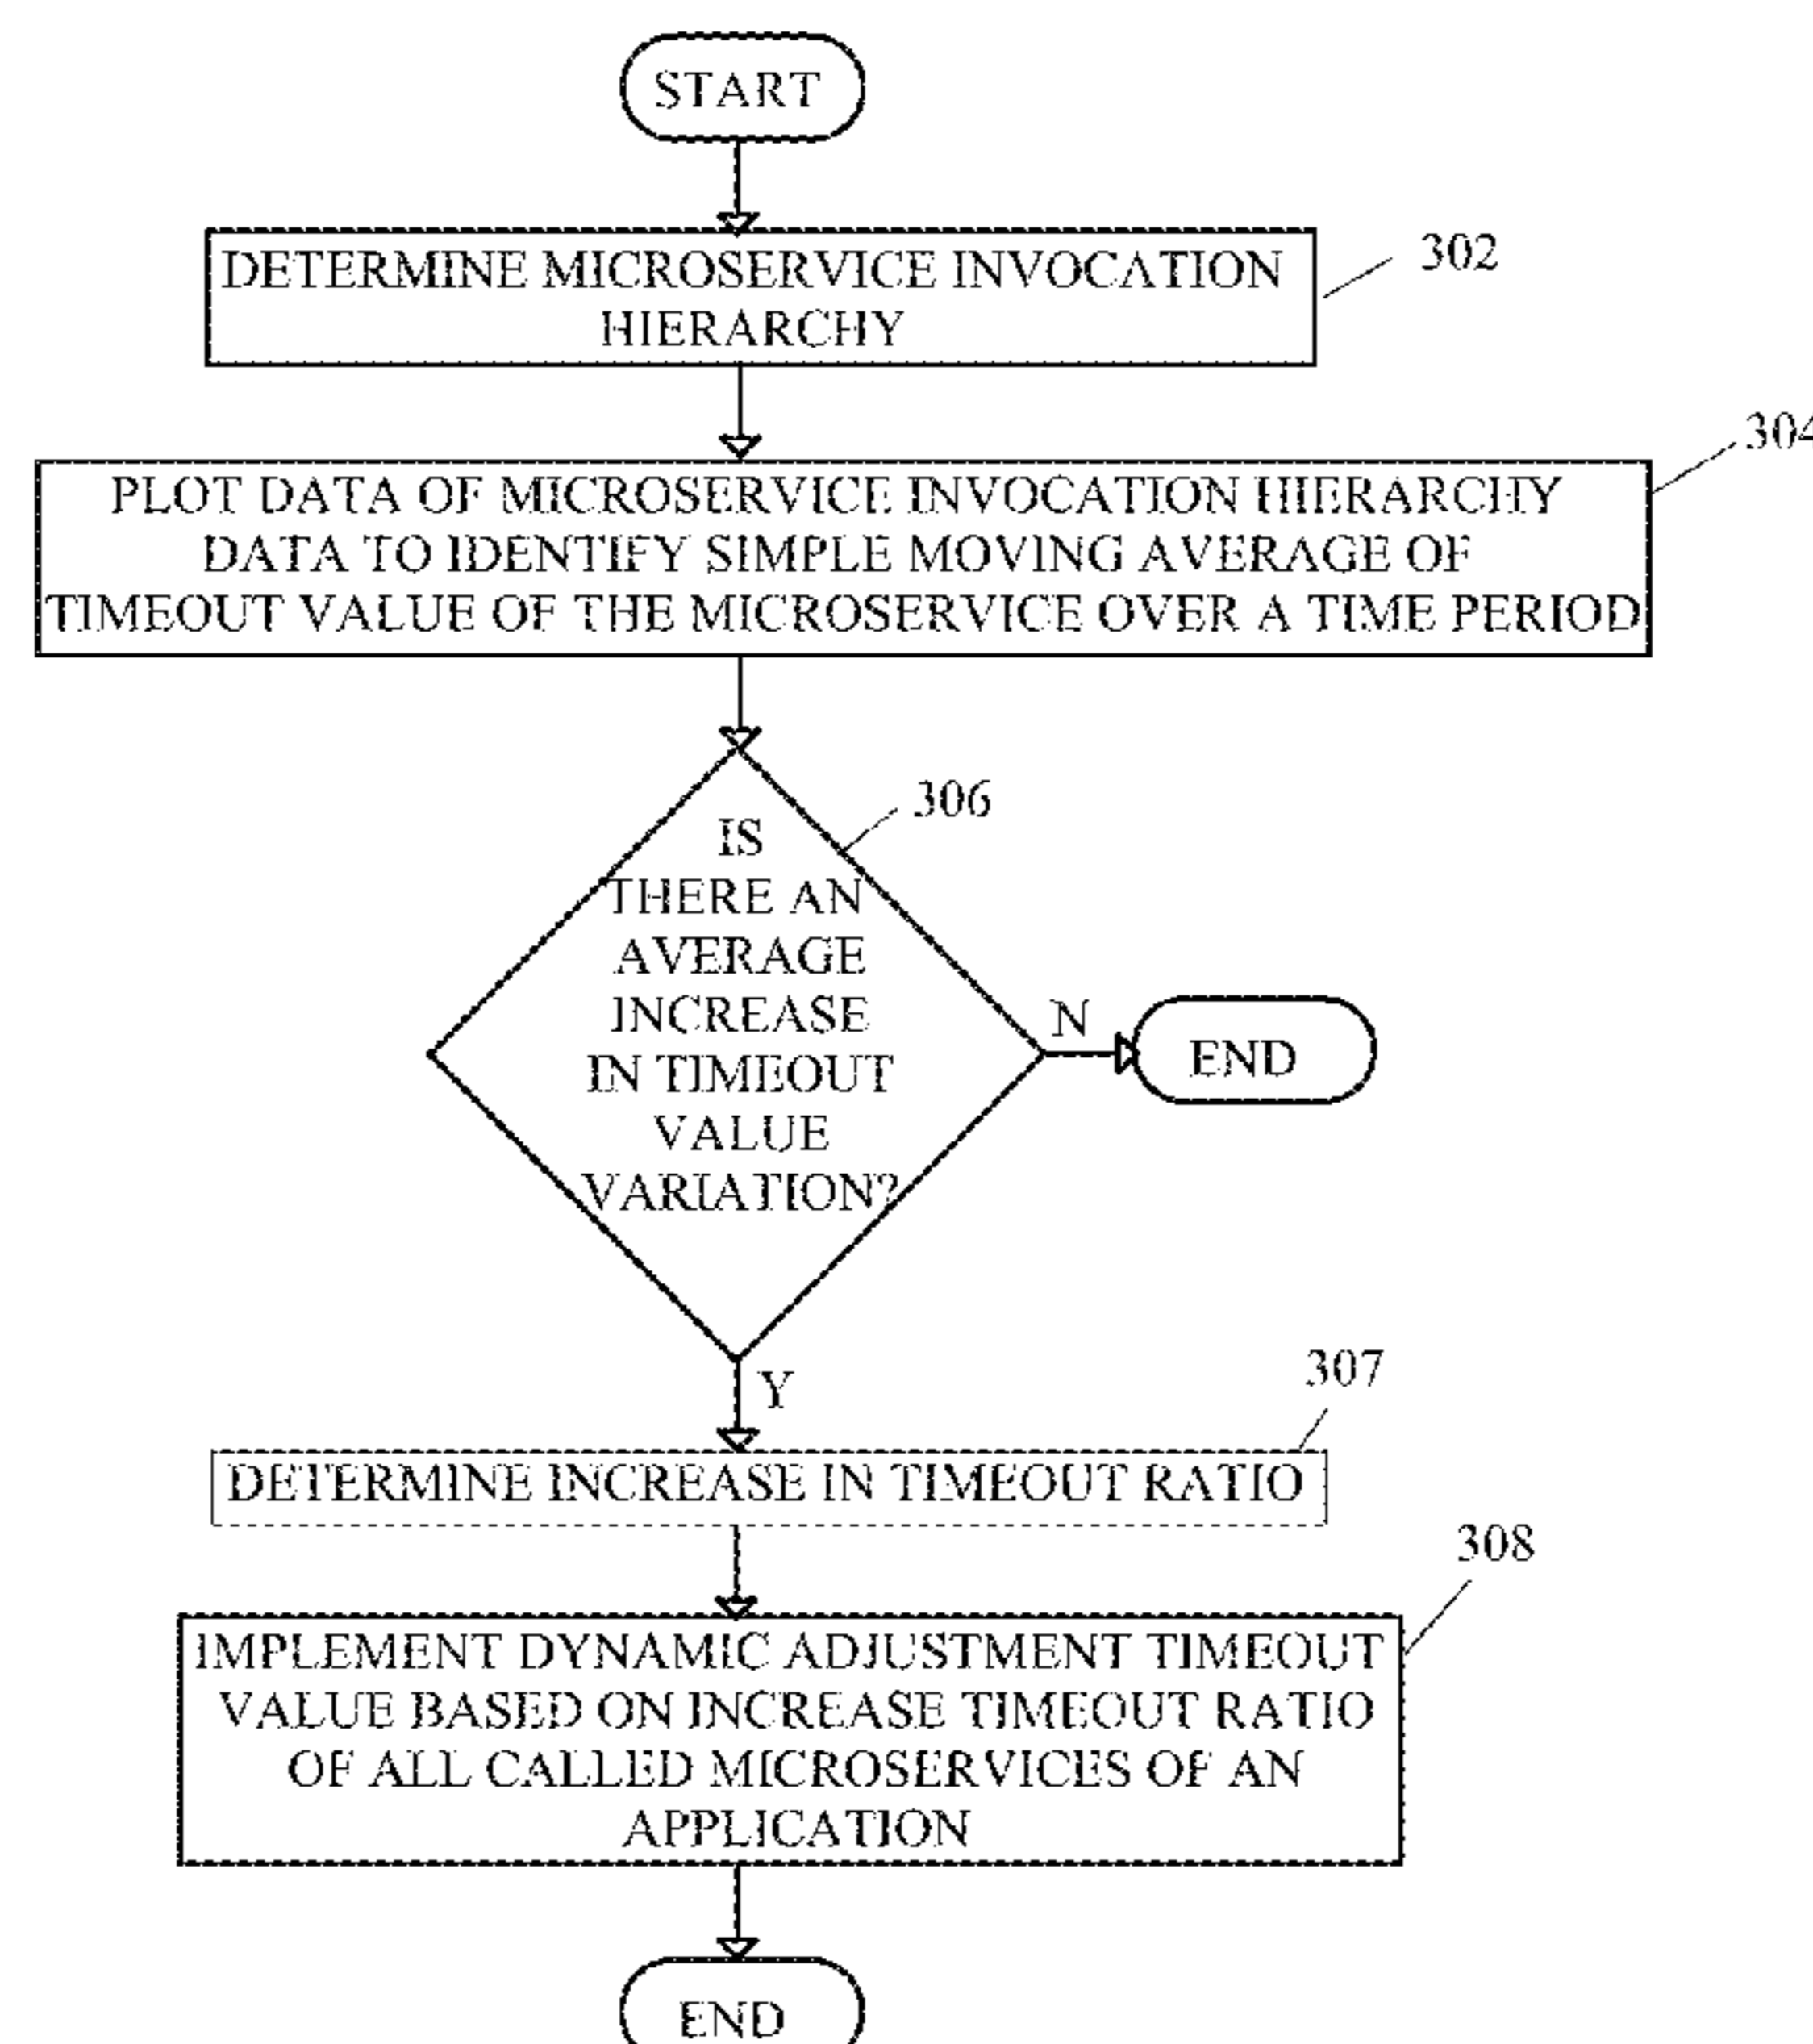 START
DETERMINE MICROSERVICE INVOCATION
HIERARCHY
302
304
PLOT DATA OF MICROSERVICE INVOCATION HIERARCHY
DATA TO IDENTIFY SIMPLE MOVING AVERAGE OF
TIMEOUT VALUE OF THE MICROSERVICE OVER A TIME PERIOD
306
IS
THERE AN
AVERAGE
INCREASE
IN TIMEOUT
VALUE
VARIATION?
N
END
Y
307
DETERMINE INCREASE IN TIMEOUT RATIO
308
IMPLEMENT DYNAMIC ADJUSTMENT TIMEOUT
VALUE BASED ON INCREASE TIMEOUT RATIO
OF ALL CALLED MICROSERVICES OF AN
APPLICATION
END